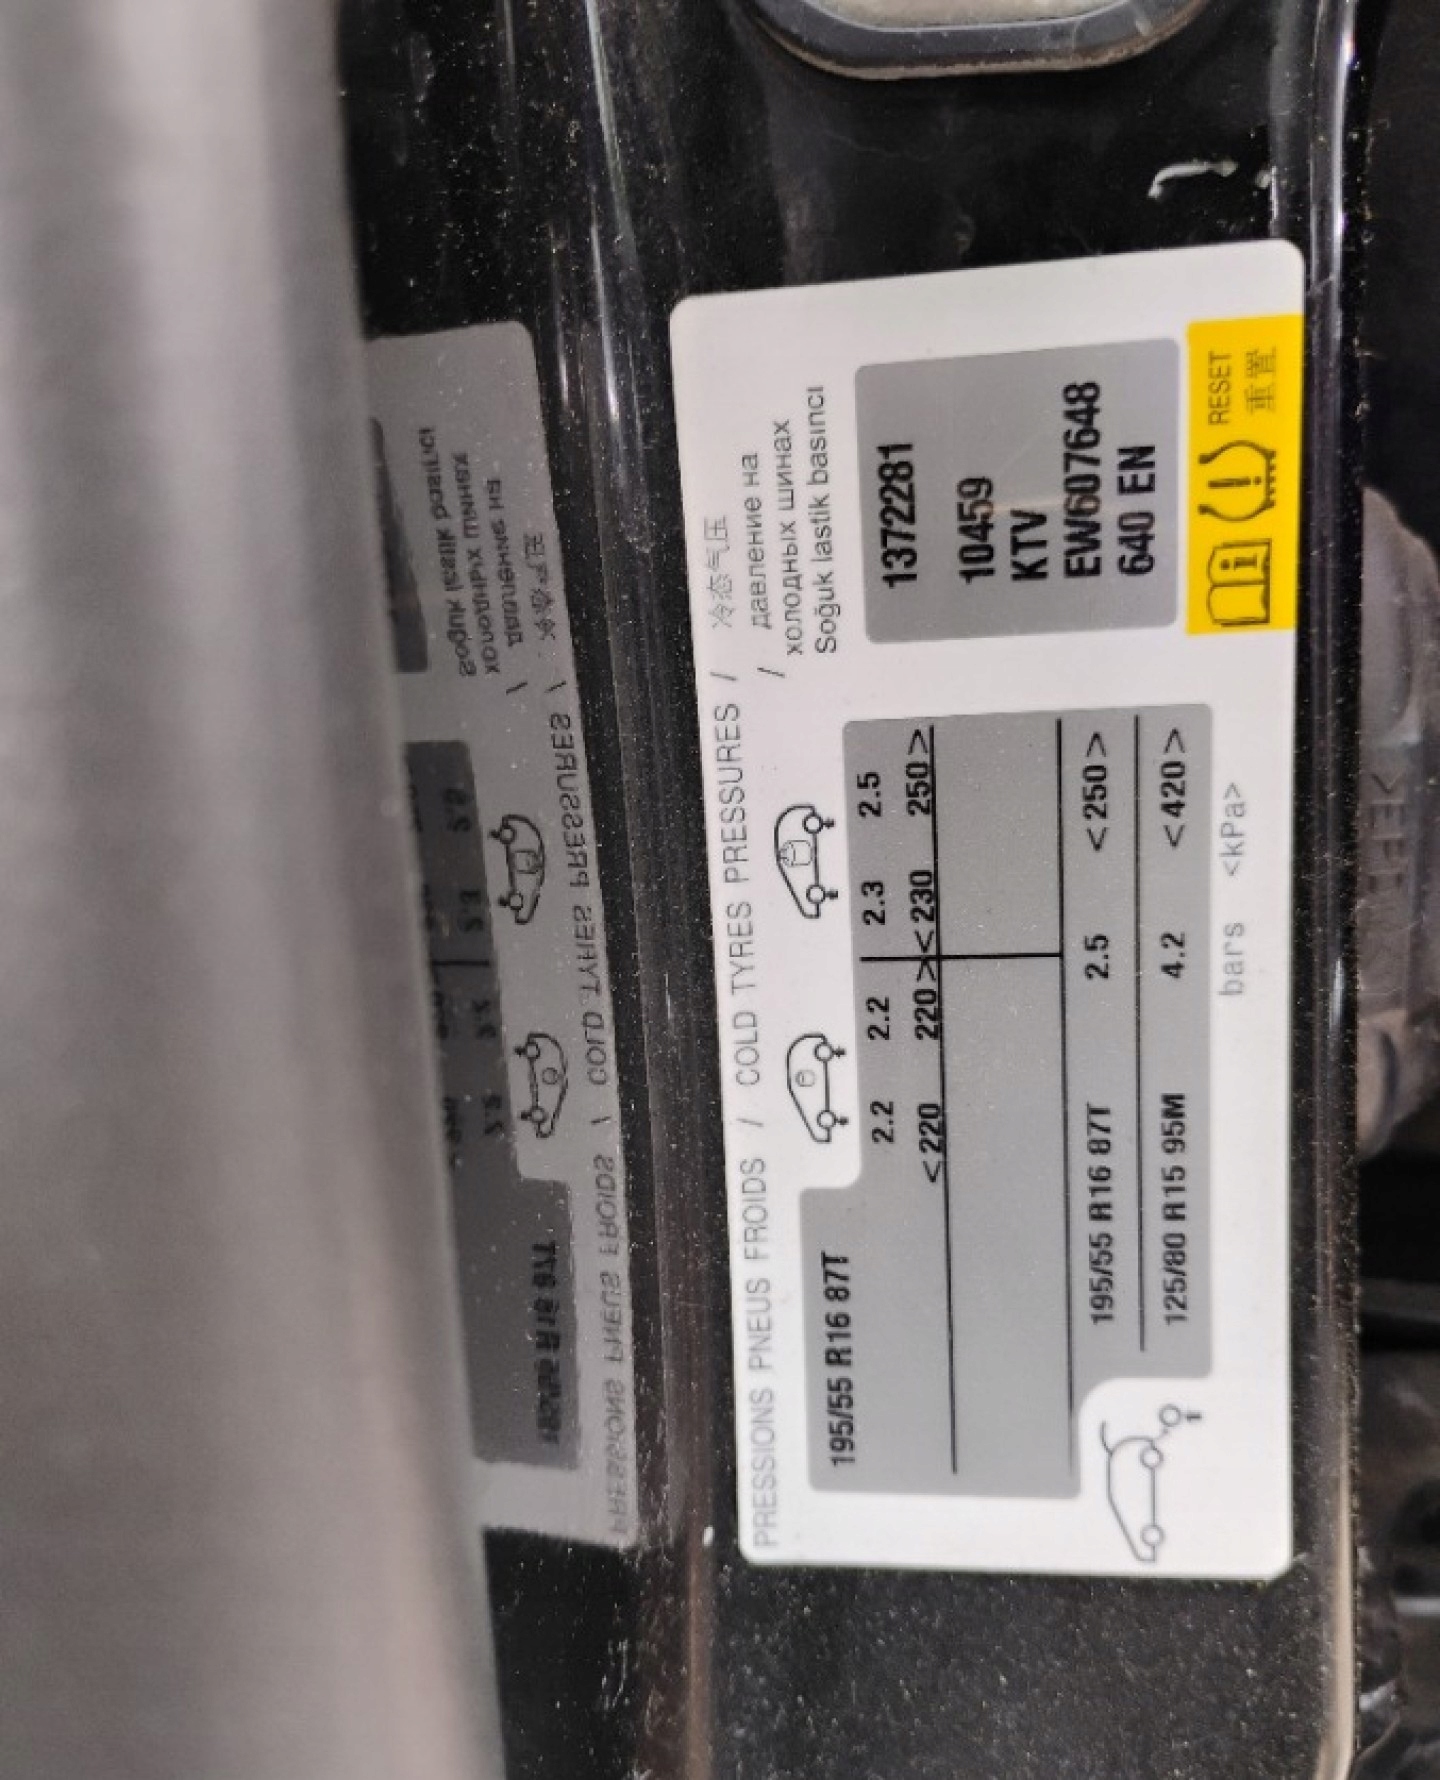 PRESSIONS PNEUS FROIDS / COLD TYRES PRESSURES / 冷态气压
/ давление на
холодных шинах
Soğuk lastik basıncı
195/55 R16 87T
2.2 2.2 2.3 2.5
<220 220> <230 250>
195/55 R16 87T 2.5 <250>
125/80 R15 95M 4.2 <420>
bars <kPa>
1372281
10459
KTV
EW607648
640 EN
RESET
重置